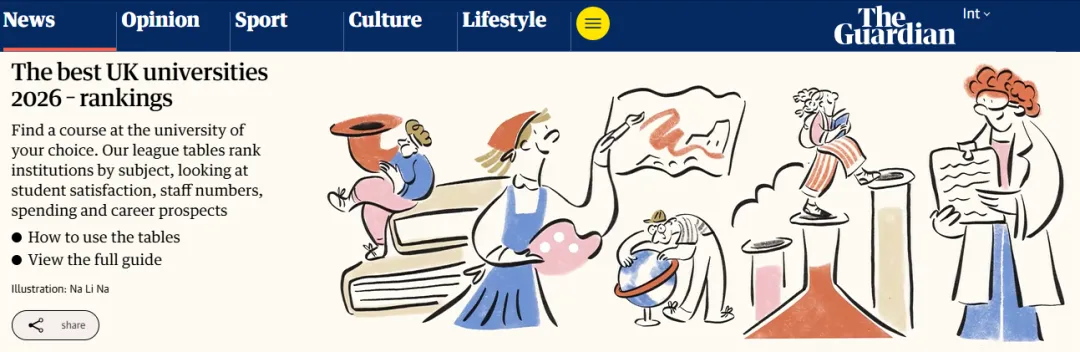 News
Opinion
Sport
Culture
Lifestyle
The
Guardian
Int
The best UK universities
2026 – rankings
Find a course at the university of
your choice. Our league tables rank
institutions by subject, looking at
student satisfaction, staff numbers,
spending and career prospects
How to use the tables
View the full guide
Illustration: Na Li Na
share